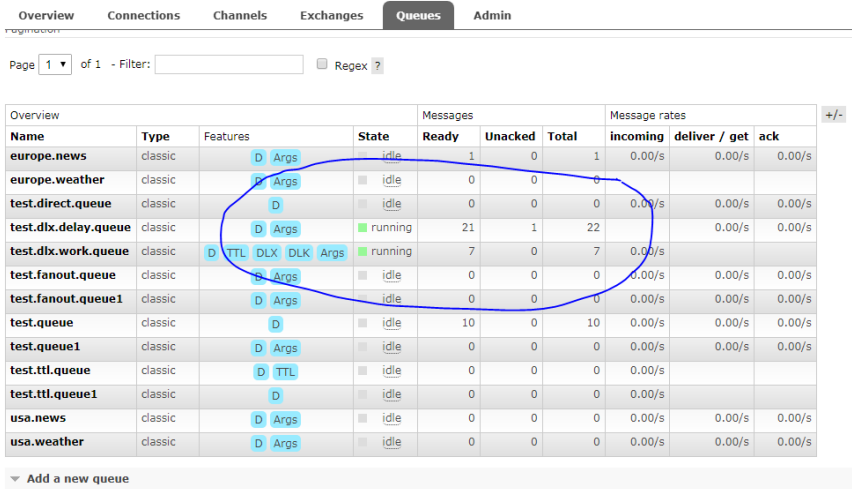 Overview Connections Channels Exchanges Queues Admin
Pagination
Page 1 ▼ of 1 - Filter: Regex ?
Overview Messages Message rates +/-
Name Type Features State Ready Unacked Total incoming deliver / get ack
europe.news classic D Args idle 1 0 1 0.00/s 0.00/s 0.00/s
europe.weather classic D Args idle 0 0 0 0.00/s 0.00/s 0.00/s
test.direct.queue classic D idle 0 0 0 0.00/s 0.00/s 0.00/s
test.dlx.delay.queue classic D Args running 21 1 22 0.00/s 0.00/s
test.dlx.work.queue classic D TTL DLX DLK Args running 7 0 7 0.00/s
test.fanout.queue classic D Args idle 0 0 0 0.00/s 0.00/s 0.00/s
test.fanout.queue1 classic D Args idle 0 0 0 0.00/s 0.00/s 0.00/s
test.queue classic D idle 10 0 10 0.00/s 0.00/s 0.00/s
test.queue1 classic D Args idle 0 0 0 0.00/s 0.00/s 0.00/s
test.ttl.queue classic D TTL idle 0 0 0 0.00/s
test.ttl.queue1 classic D idle 0 0 0 0.00/s
usa.news classic D Args idle 0 0 0 0.00/s 0.00/s 0.00/s
usa.weather classic D Args idle 0 0 0 0.00/s 0.00/s 0.00/s
Add a new queue